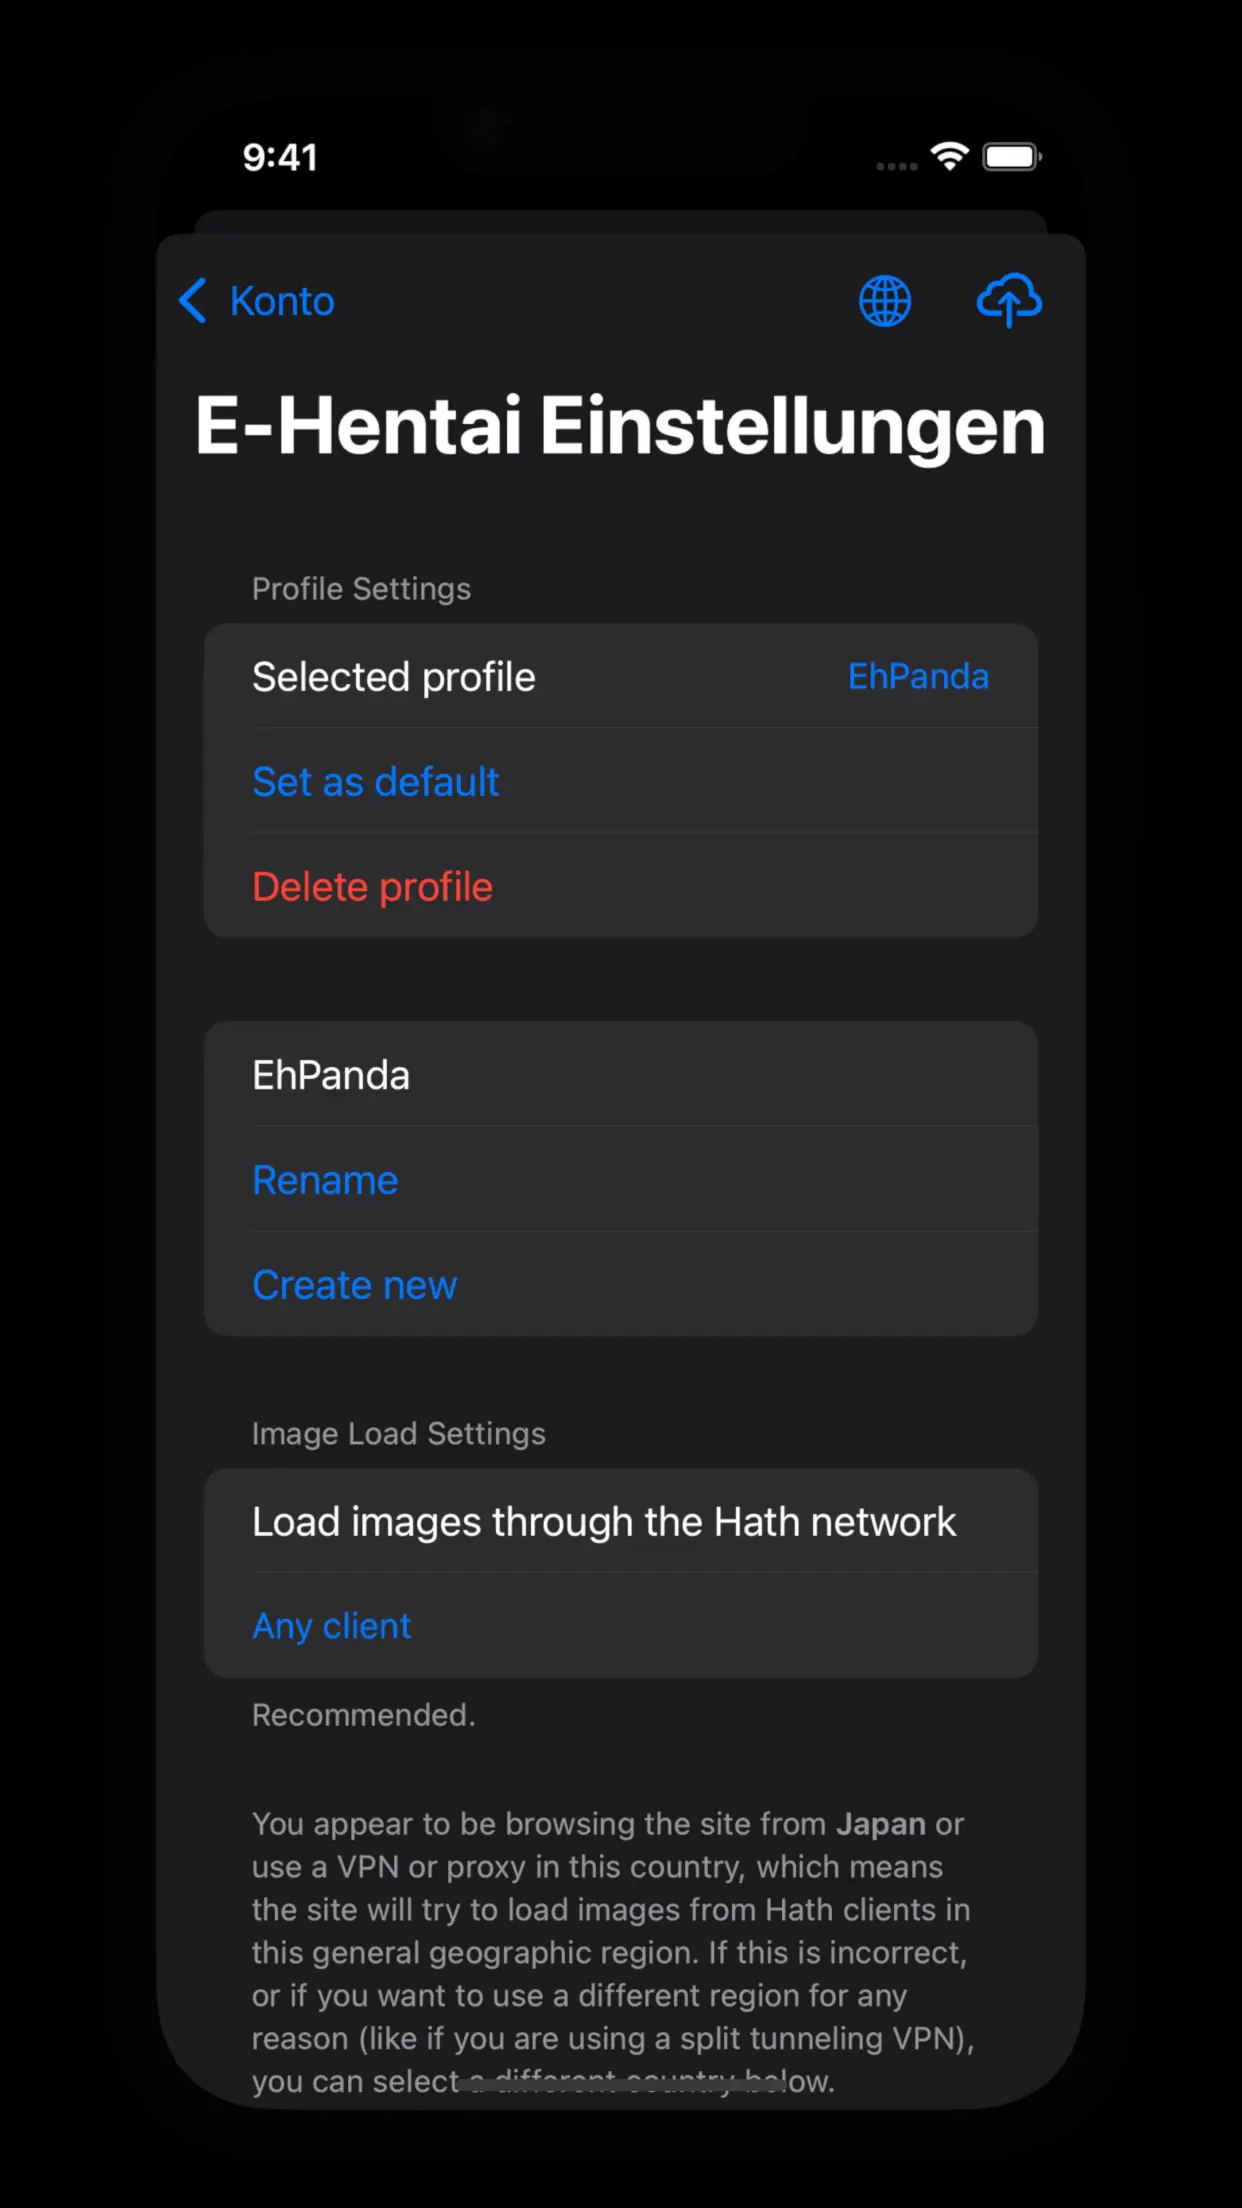 9:41
Konto
E-Hentai Einstellungen
Profile Settings
Selected profile EhPanda
Set as default
Delete profile
EhPanda
Rename
Create new
Image Load Settings
Load images through the Hath network
Any client
Recommended.
You appear to be browsing the site from Japan or
use a VPN or proxy in this country, which means
the site will try to load images from Hath clients in
this general geographic region. If this is incorrect,
or if you want to use a different region for any
reason (like if you are using a split tunneling VPN),
you can select a different country below.